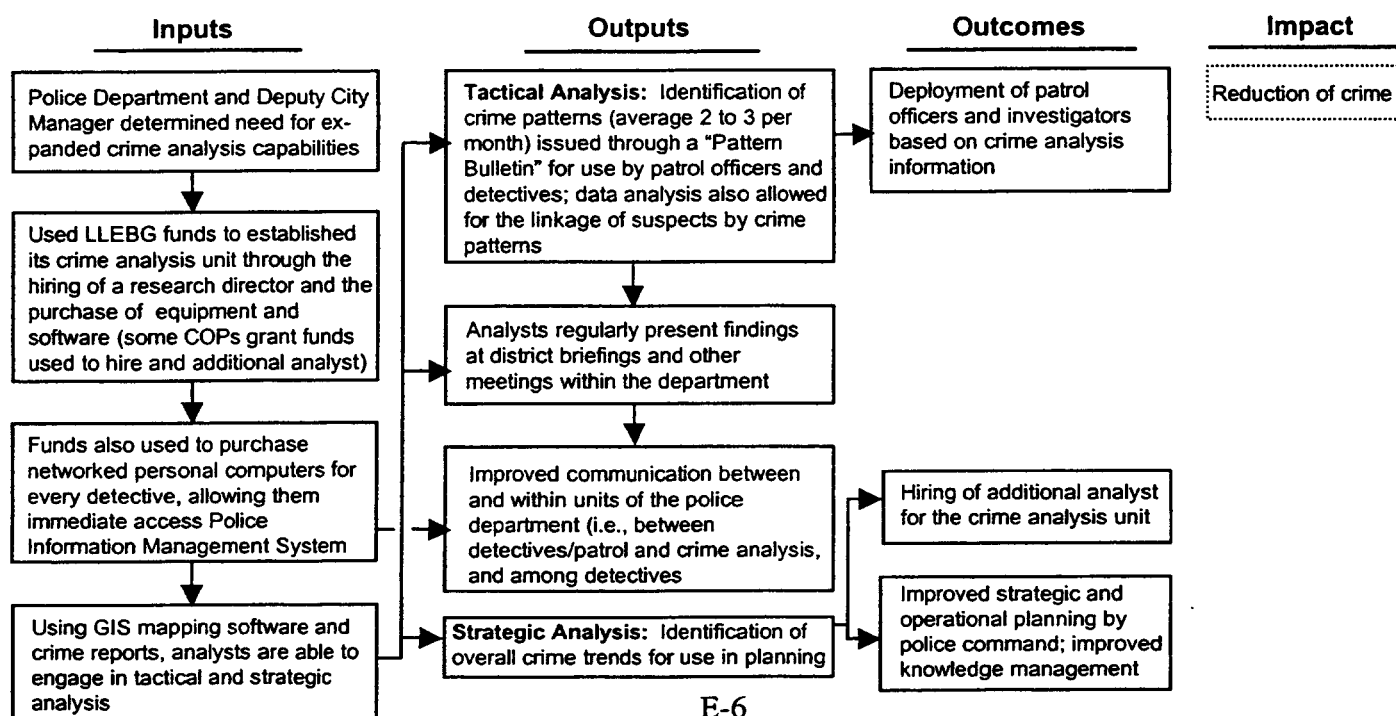 Inputs
Outputs
Outcomes
Impact
Police Department and Deputy City
Manager determined need for ex-
panded crime analysis capabilities
Used LLEBG funds to established
its crime analysis unit through the
hiring of a research director and the
purchase of equipment and
software (some COPs grant funds
used to hire and additional analyst)
Funds also used to purchase
networked personal computers for
every detective, allowing them
immediate access Police
Information Management System
Using GIS mapping software and
crime reports, analysts are able to
engage in tactical and strategic
analysis
Tactical Analysis: Identification of
crime patterns (average 2 to 3 per
month) issued through a "Pattern
Bulletin" for use by patrol officers and
detectives; data analysis also allowed
for the linkage of suspects by crime
patterns
Analysts regularly present findings
at district briefings and other
meetings within the department
Improved communication between
and within units of the police
department (i.e., between
detectives/patrol and crime analysis,
and among detectives
Strategic Analysis: Identification of
overall crime trends for use in planning
Deployment of patrol
officers and investigators
based on crime analysis
information
Hiring of additional analyst
for the crime analysis unit
Improved strategic and
operational planning by
police command; improved
knowledge management
Reduction of crime
E-6